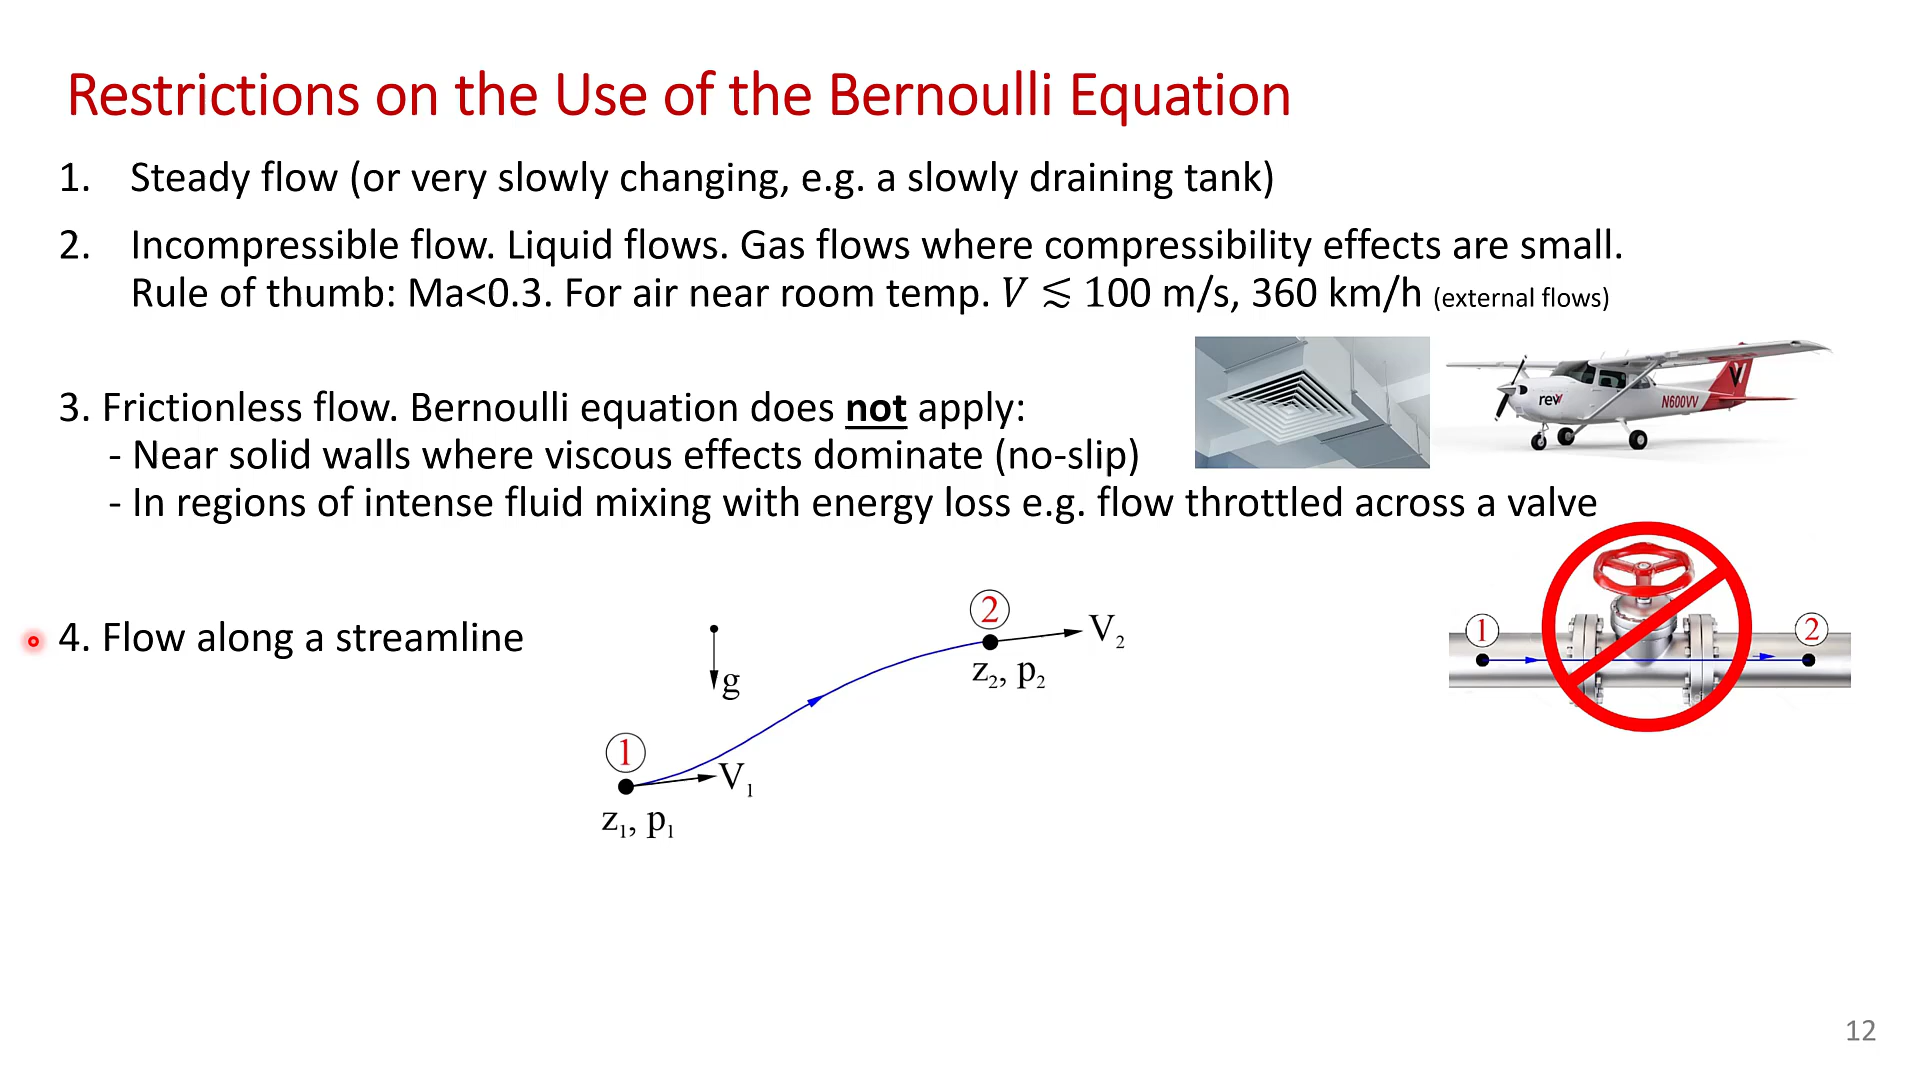 Restrictions on the Use of the Bernoulli Equation
1. Steady flow (or very slowly changing, e.g. a slowly draining tank)
2. Incompressible flow. Liquid flows. Gas flows where compressibility effects are small.
Rule of thumb: Ma<0.3. For air near room temp. V ≲ 100 m/s, 360 km/h (external flows)
rev
N600VV
3. Frictionless flow. Bernoulli equation does not apply:
- Near solid walls where viscous effects dominate (no-slip)
- In regions of intense fluid mixing with energy loss e.g. flow throttled across a valve
4. Flow along a streamline
g
2
V₂
z₂, p₂
1
V₁
z₁, p₁
1
2
12